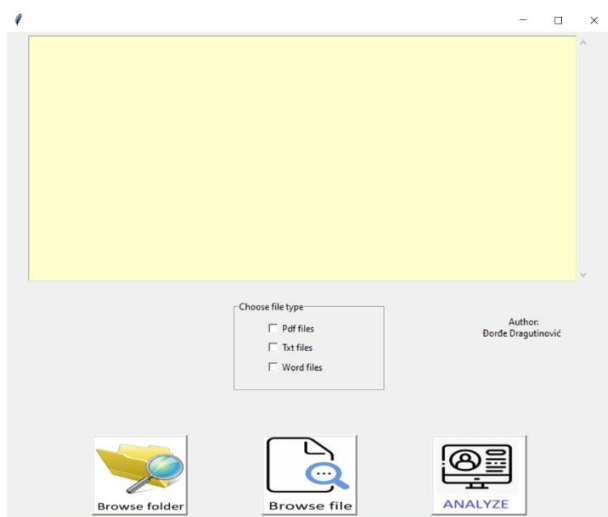 Choose file type
Pdf files
Txt files
Word files
Author:
Đorđe Dragutinović
Browse folder
Browse file
ANALYZE